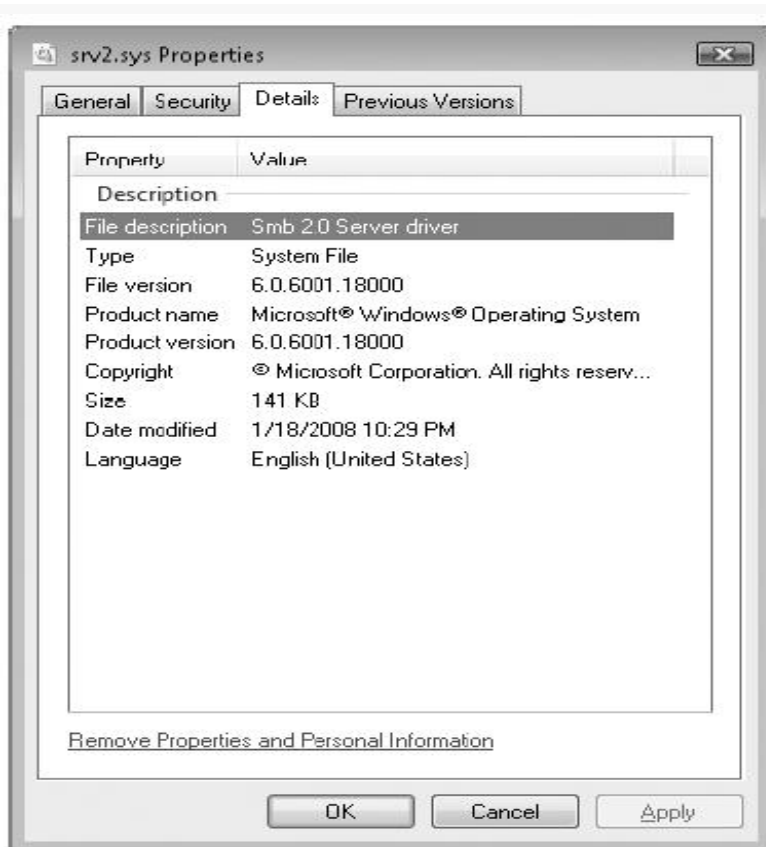 srv2.sys Properties
General Security Details Previous Versions
Property Value
Description
File description Smb 2.0 Server driver
Type System File
File version 6.0.6001.18000
Product name Microsoft® Windows® Operating System
Product version 6.0.6001.18000
Copyright © Microsoft Corporation. All rights reserv...
Size 141 KB
Date modified 1/18/2008 10:29 PM
Language English (United States)
Remove Properties and Personal Information
OK Cancel Apply